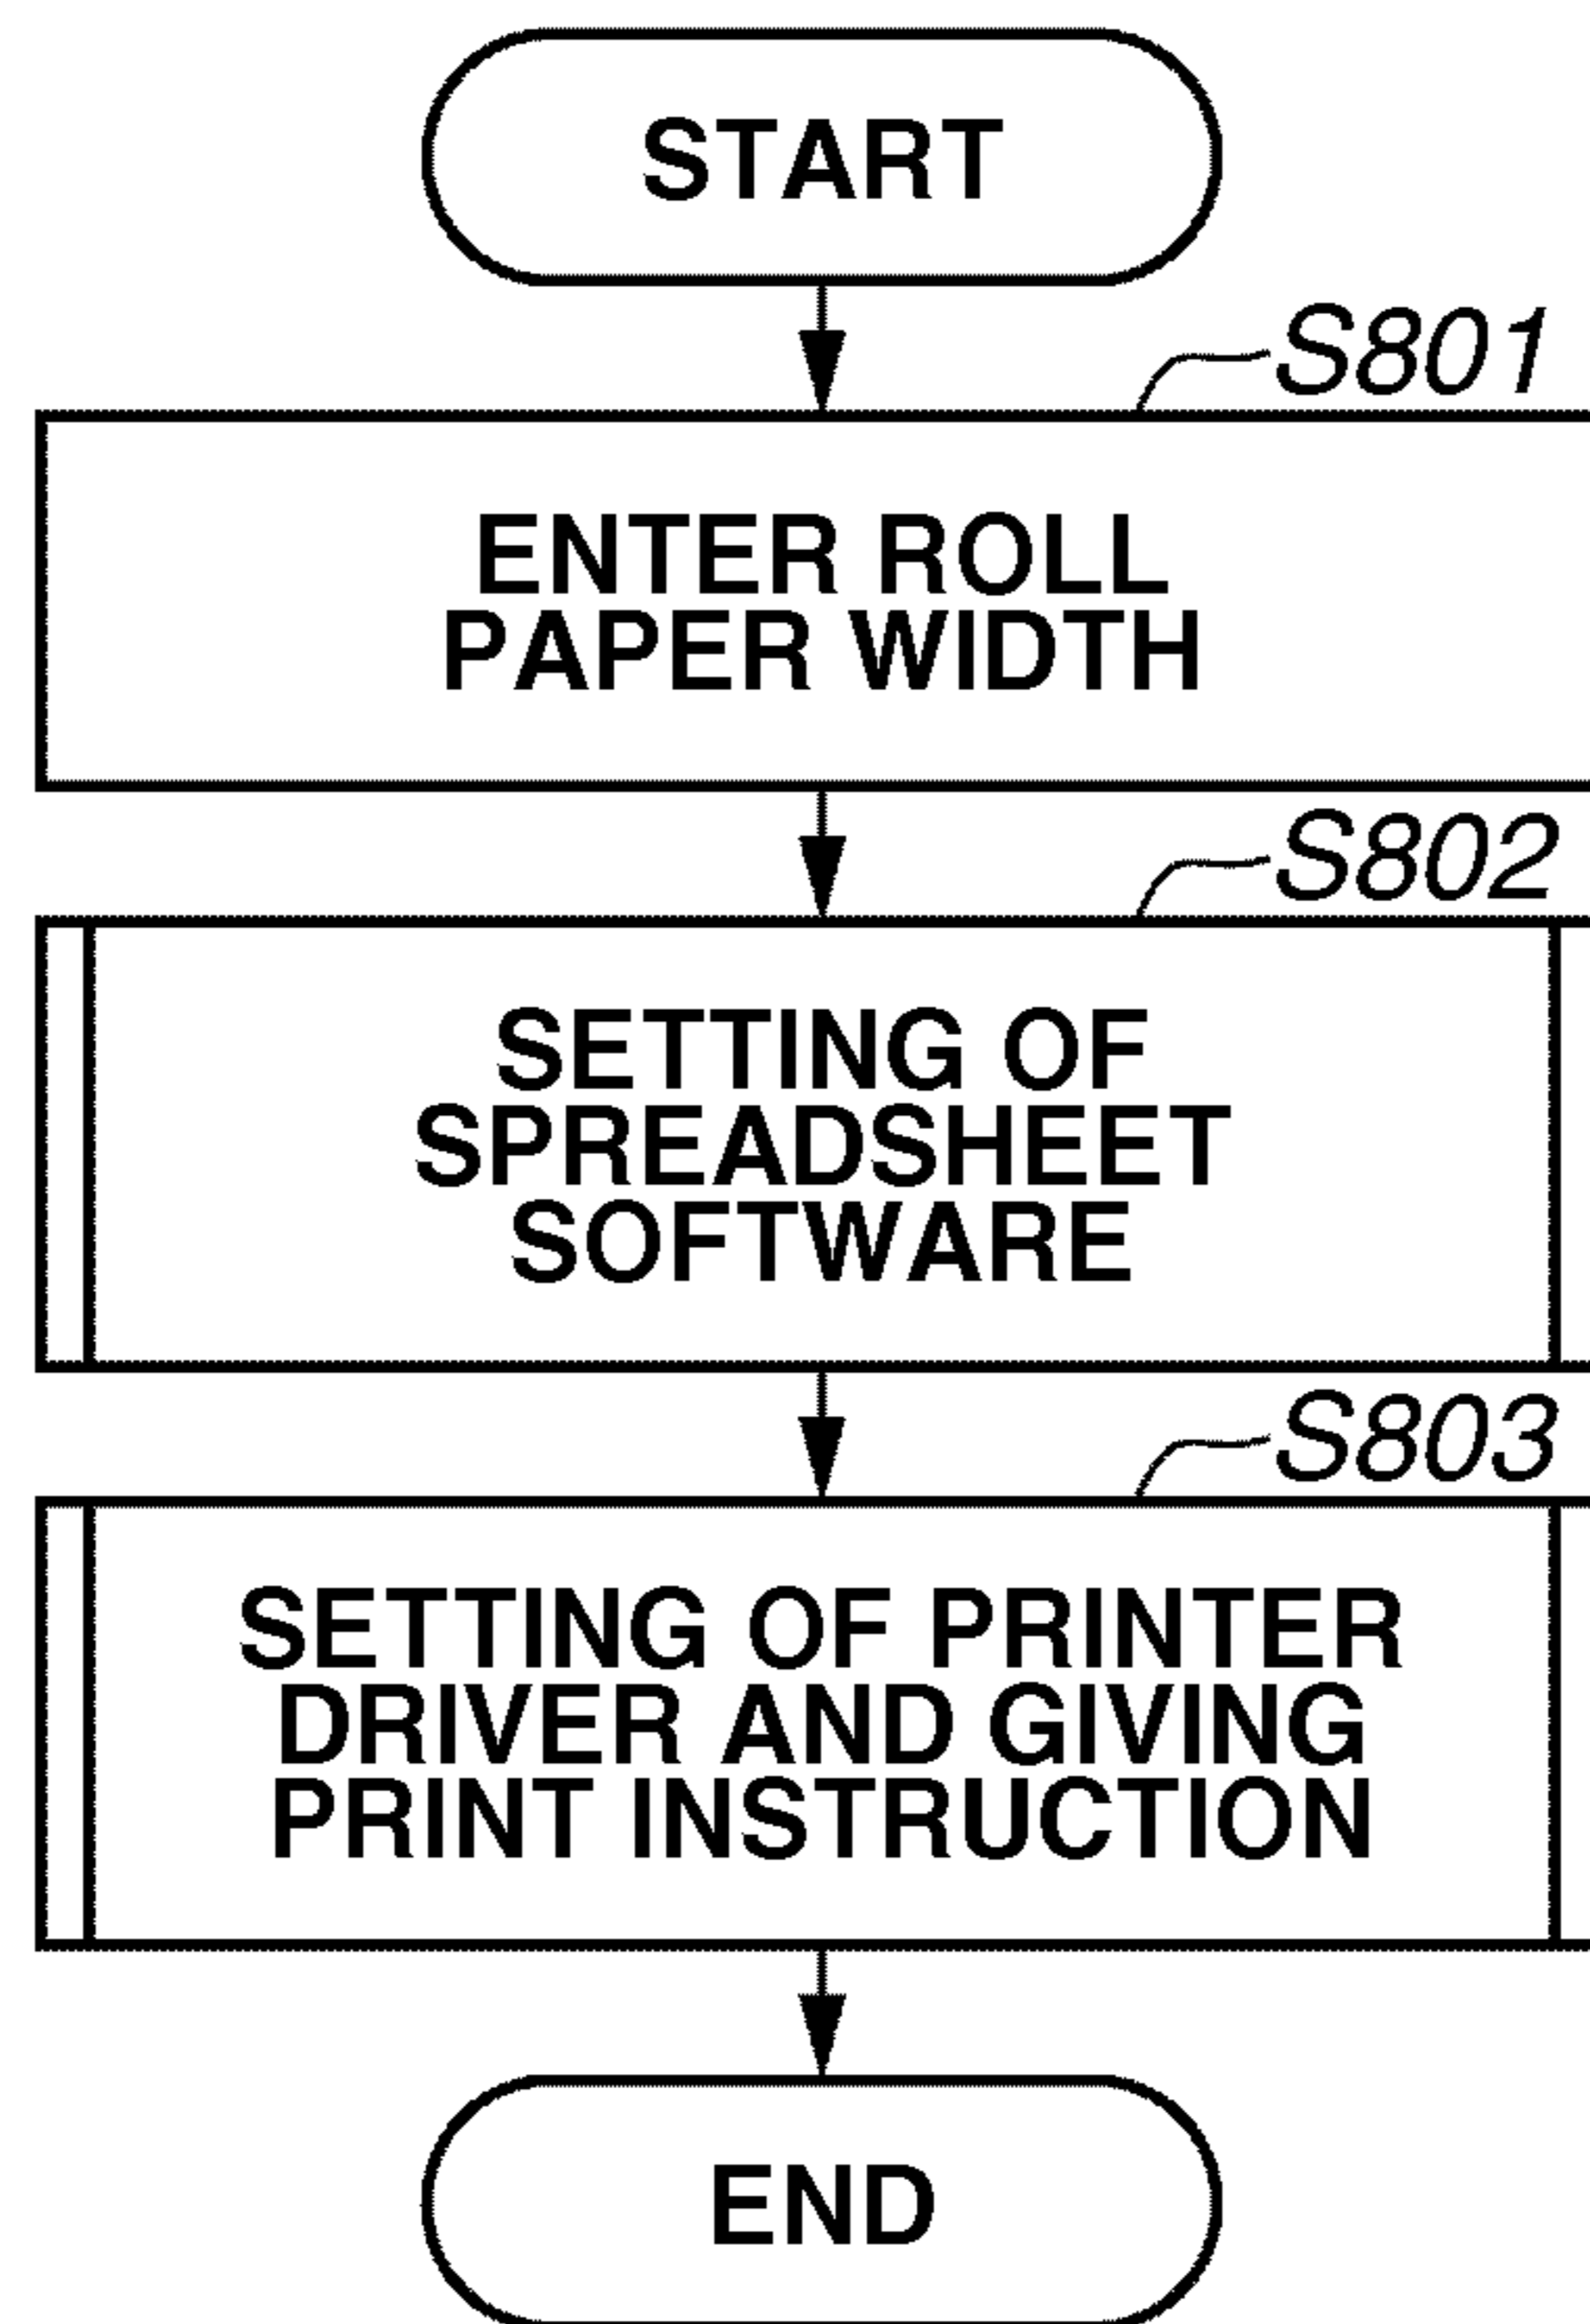 START
S801
ENTER ROLL
PAPER WIDTH
S802
SETTING OF
SPREADSHEET
SOFTWARE
S803
SETTING OF PRINTER
DRIVER AND GIVING
PRINT INSTRUCTION
END